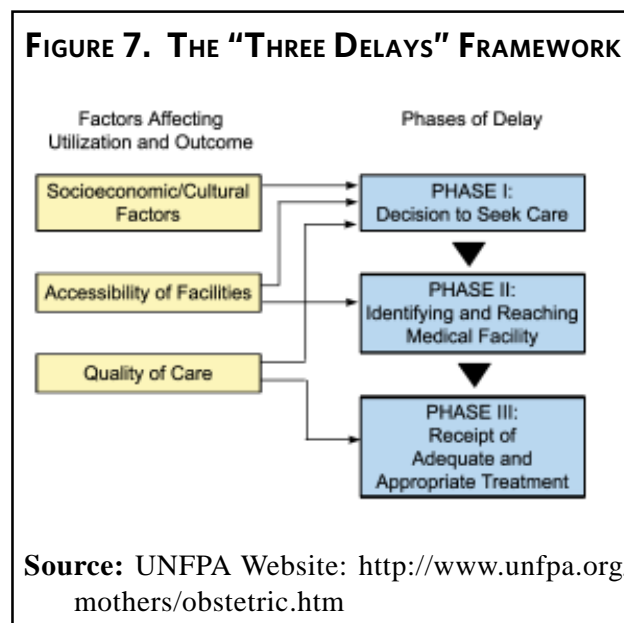 FIGURE 7. THE “THREE DELAYS” FRAMEWORK
Factors Affecting
Utilization and Outcome
Phases of Delay
Socioeconomic/Cultural
Factors
Accessibility of Facilities
Quality of Care
PHASE I:
Decision to Seek Care
PHASE II:
Identifying and Reaching
Medical Facility
PHASE III:
Receipt of
Adequate and
Appropriate Treatment
Source: UNFPA Website: http://www.unfpa.org/
mothers/obstetric.htm